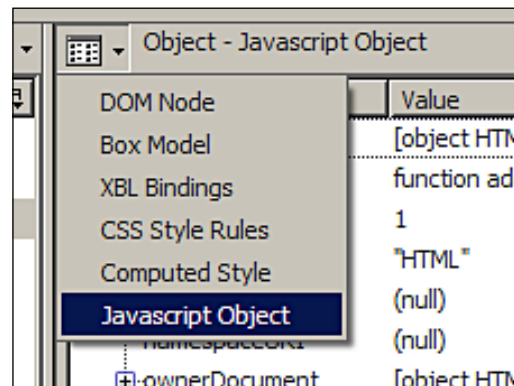 Object - Javascript Object
DOM Node
Box Model
XBL Bindings
CSS Style Rules
Computed Style
Javascript Object
Value
[object HTM
function ad
1
"HTML"
(null)
(null)
ownerDocument [object HTM